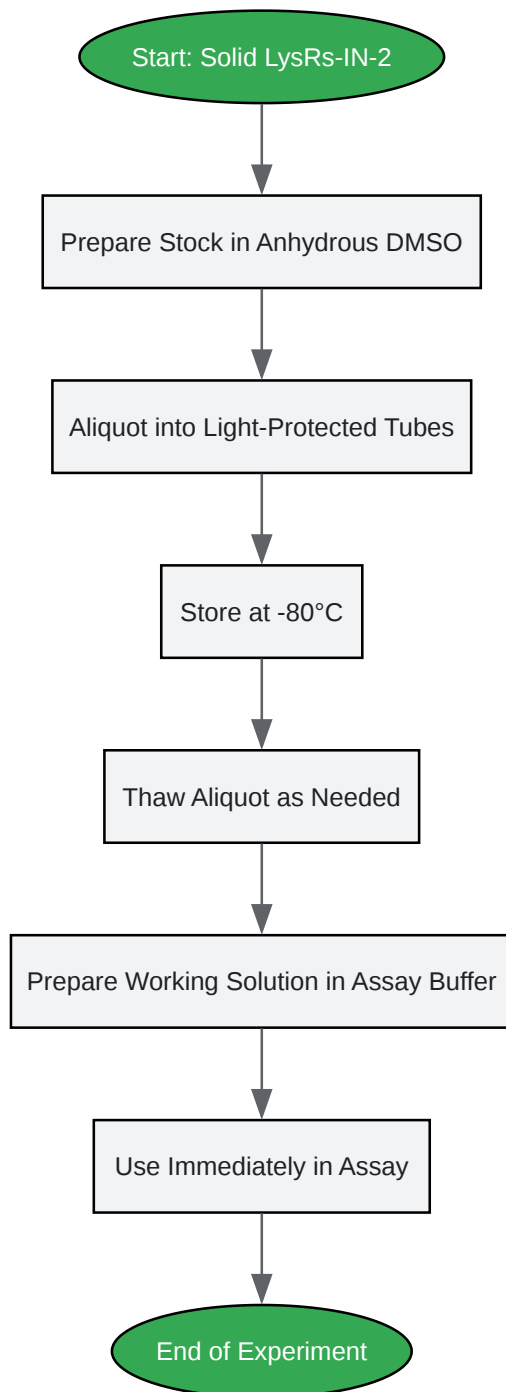 Start: Solid LysRs-IN-2
Prepare Stock in Anhydrous DMSO
Aliquot into Light-Protected Tubes
Store at -80°C
Thaw Aliquot as Needed
Prepare Working Solution in Assay Buffer
Use Immediately in Assay
End of Experiment